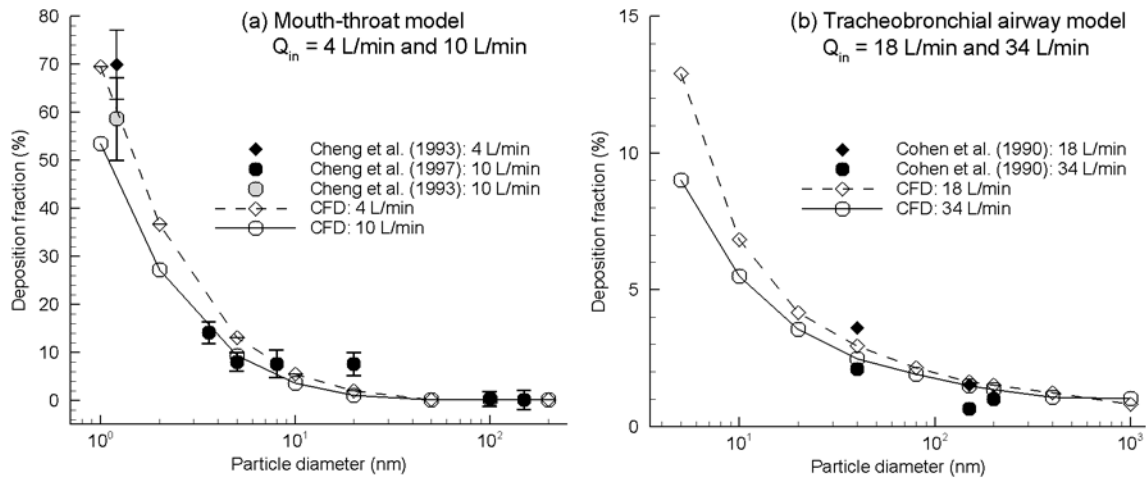 (a) Mouth-throat model
Q_in = 4 L/min and 10 L/min
Deposition fraction (%)
80
70
60
50
40
30
20
10
0
Cheng et al. (1993): 4 L/min
Cheng et al. (1997): 10 L/min
Cheng et al. (1993): 10 L/min
CFD: 4 L/min
CFD: 10 L/min
10^0
10^1
10^2
Particle diameter (nm)
(b) Tracheobronchial airway model
Q_in = 18 L/min and 34 L/min
Deposition fraction (%)
15
10
5
0
Cohen et al. (1990): 18 L/min
Cohen et al. (1990): 34 L/min
CFD: 18 L/min
CFD: 34 L/min
10^1
10^2
10^3
Particle diameter (nm)